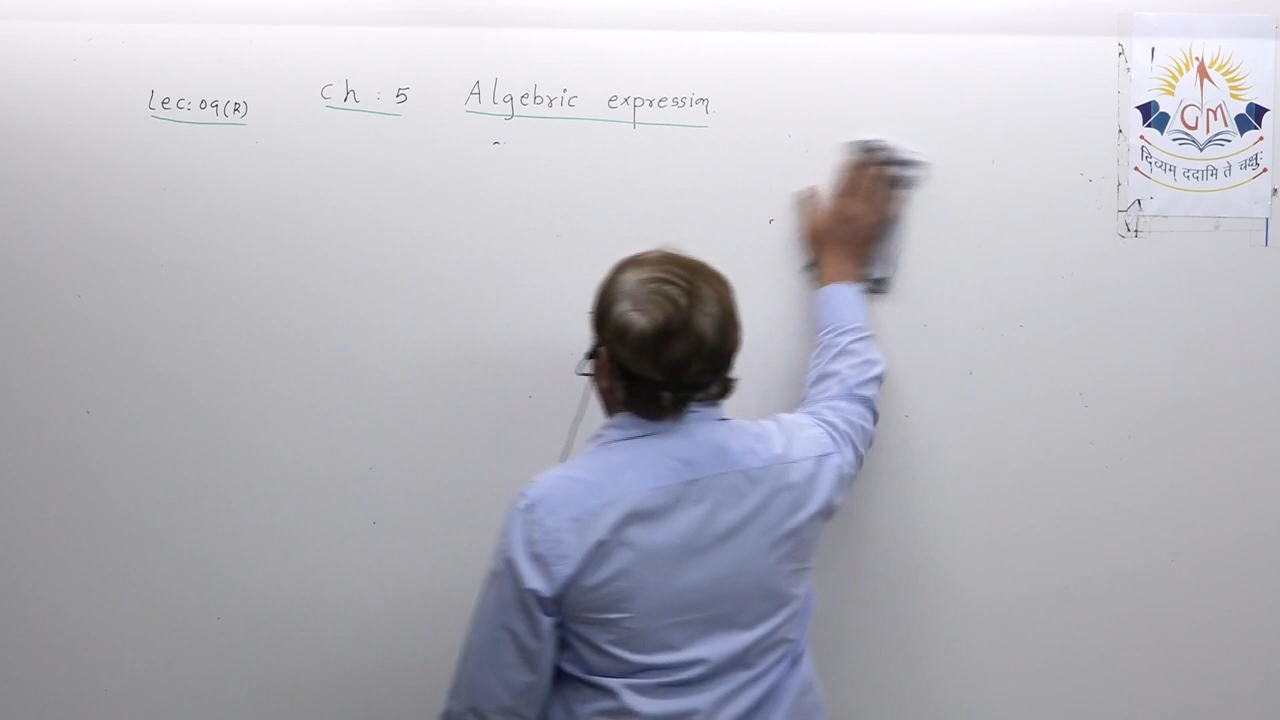 Lec: 09(R) Ch : 5 Algebric expression.
GM
दिव्यम् ददामि ते चक्षुः